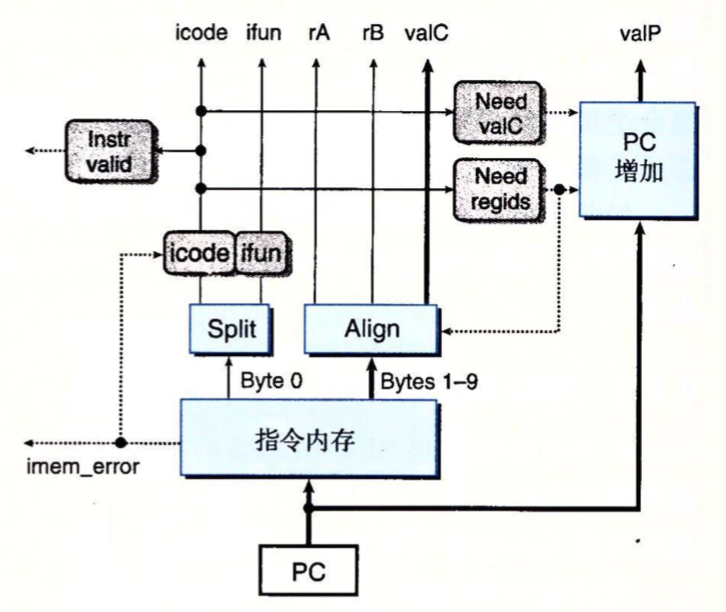 icode ifun rA rB valC valP
Need
valC
Instr
valid
PC
增加
Need
regids
icode ifun
Split
Align
Byte 0
Bytes 1–9
指令内存
imem_error
PC